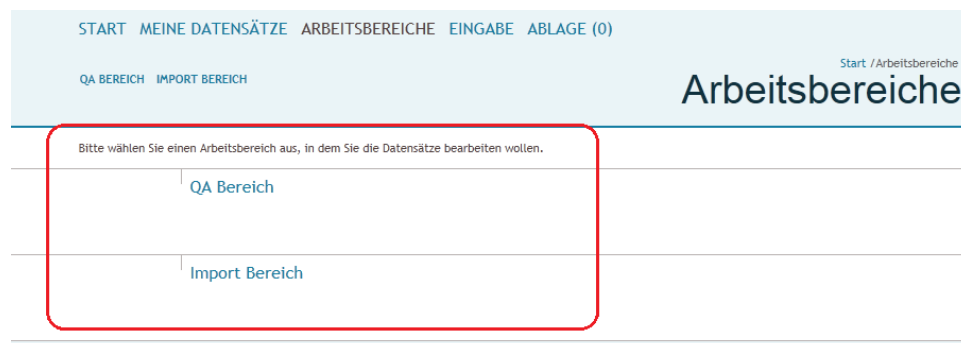 START MEINE DATENSÄTZE ARBEITSBEREICHE EINGABE ABLAGE (0)
Start /Arbeitsbereiche
QA BEREICH IMPORT BEREICH
Arbeitsbereiche
Bitte wählen Sie einen Arbeitsbereich aus, in dem Sie die Datensätze bearbeiten wollen.
QA Bereich
Import Bereich